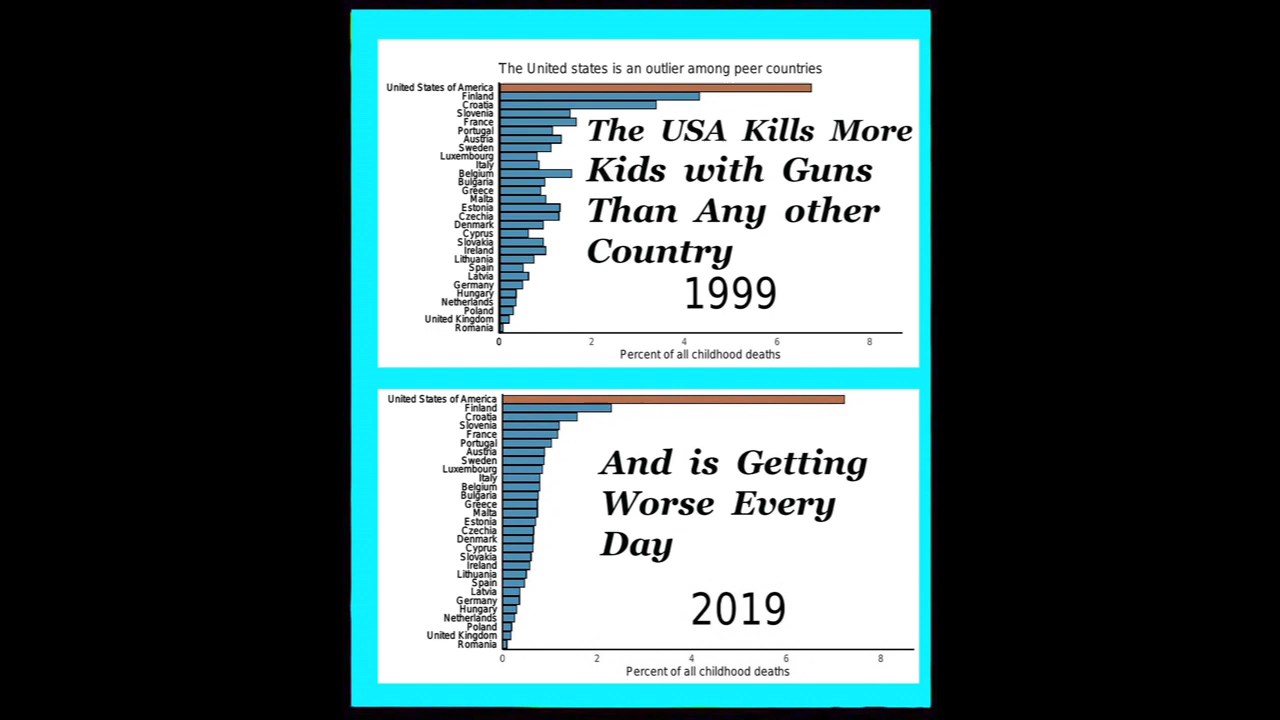 The United states is an outlier among peer countries
United States of America
Finland
Croatia
Slovenia
France
Portugal
Austria
Sweden
Luxembourg
Italy
Belgium
Bulgaria
Greece
Malta
Estonia
Czechia
Denmark
Cyprus
Slovakia
Ireland
Lithuania
Spain
Latvia
Germany
Hungary
Netherlands
Poland
United Kingdom
Romania
The USA Kills More
Kids with Guns
Than Any other
Country
1999
0 2 4 6 8
Percent of all childhood deaths
United States of America
Finland
Croatia
Slovenia
France
Portugal
Austria
Sweden
Luxembourg
Italy
Belgium
Bulgaria
Greece
Malta
Estonia
Czechia
Denmark
Cyprus
Slovakia
Ireland
Lithuania
Spain
Latvia
Germany
Hungary
Netherlands
Poland
United Kingdom
Romania
And is Getting
Worse Every
Day
2019
0 2 4 6 8
Percent of all childhood deaths